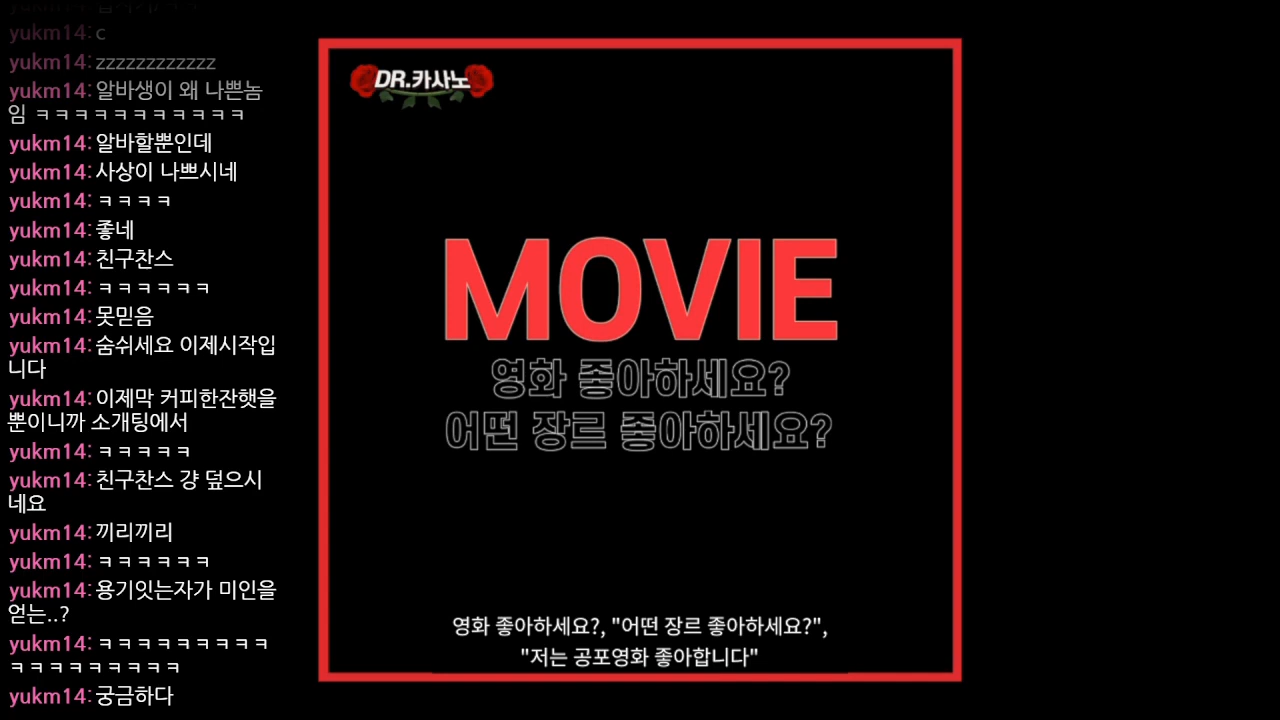 yukm14: c
yukm14: zzzzzzzzzzzz
yukm14: 알바생이 왜 나쁜놈
임 ㅋㅋㅋㅋㅋㅋㅋㅋㅋㅋㅋ
yukm14: 알바할뿐인데
yukm14: 사상이 나쁘시네
yukm14: ㅋㅋㅋㅋ
yukm14: 좋네
yukm14: 친구찬스
yukm14: ㅋㅋㅋㅋㅋㅋ
yukm14: 못믿음
yukm14: 숨쉬세요 이제시작입
니다
yukm14: 이제막 커피한잔햇을
뿐이니까 소개팅에서
yukm14: ㅋㅋㅋㅋㅋ
yukm14: 친구찬스 걍 덮으시
네요
yukm14: 끼리끼리
yukm14: ㅋㅋㅋㅋㅋㅋ
yukm14: 용기잇는자가 미인을
얻는..?
yukm14: ㅋㅋㅋㅋㅋㅋㅋㅋㅋ
ㅋㅋㅋㅋㅋㅋㅋㅋㅋ
yukm14: 궁금하다
DR.카사노
MOVIE
영화 좋아하세요?
어떤 장르 좋아하세요?
영화 좋아하세요?, "어떤 장르 좋아하세요?",
"저는 공포영화 좋아합니다"